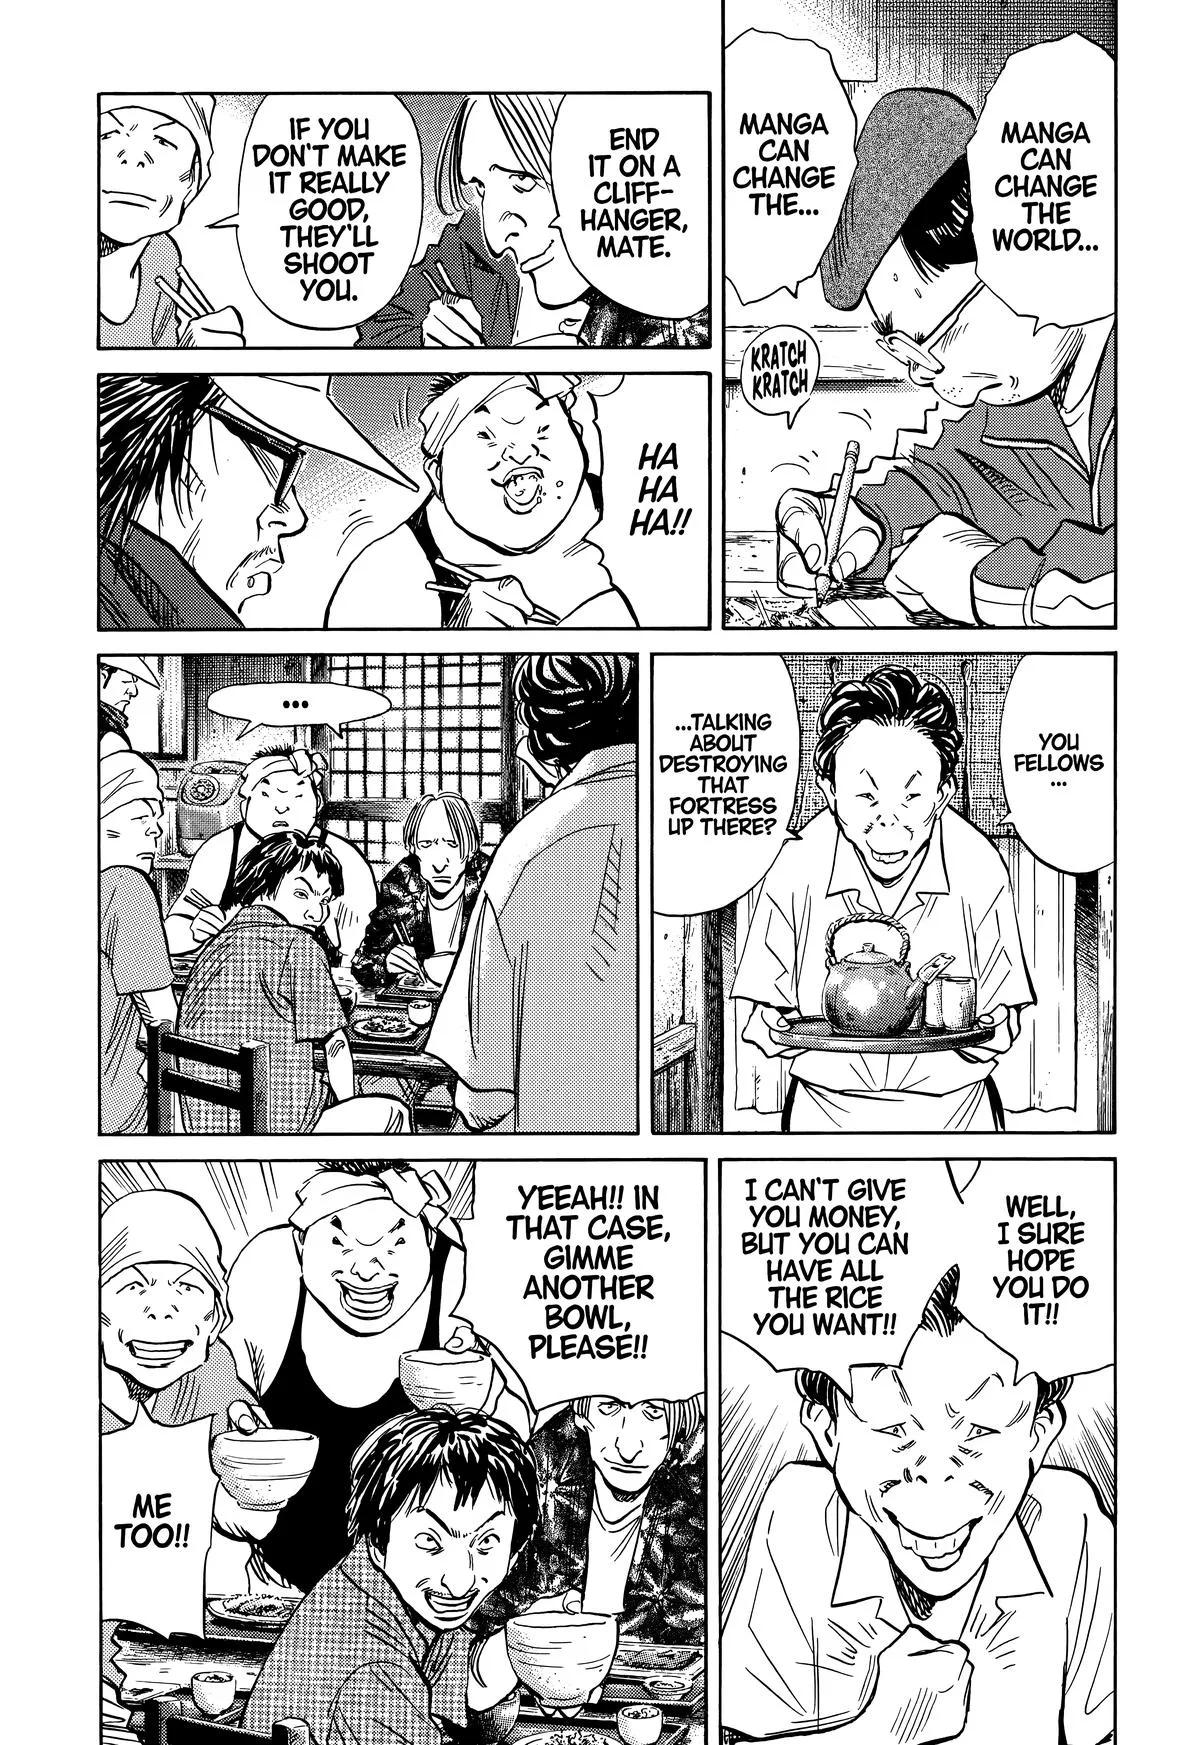 MANGA
CAN
CHANGE
THE
WORLD...
MANGA
CAN
CHANGE
THE...
KRATCH
KRATCH
END
IT ON A
CLIFF-
HANGER,
MATE.
IF YOU
DON'T MAKE
IT REALLY
GOOD,
THEY'LL
SHOOT
YOU.
HA
HA
HA!!
YOU
FELLOWS
...
...TALKING
ABOUT
DESTROYING
THAT
FORTRESS
UP THERE?
...
WELL,
I SURE
HOPE
YOU DO
IT!!
I CAN'T GIVE
YOU MONEY,
BUT YOU CAN
HAVE ALL
THE RICE
YOU WANT!!
YEEAH!! IN
THAT CASE,
GIMME
ANOTHER
BOWL,
PLEASE!!
ME
TOO!!